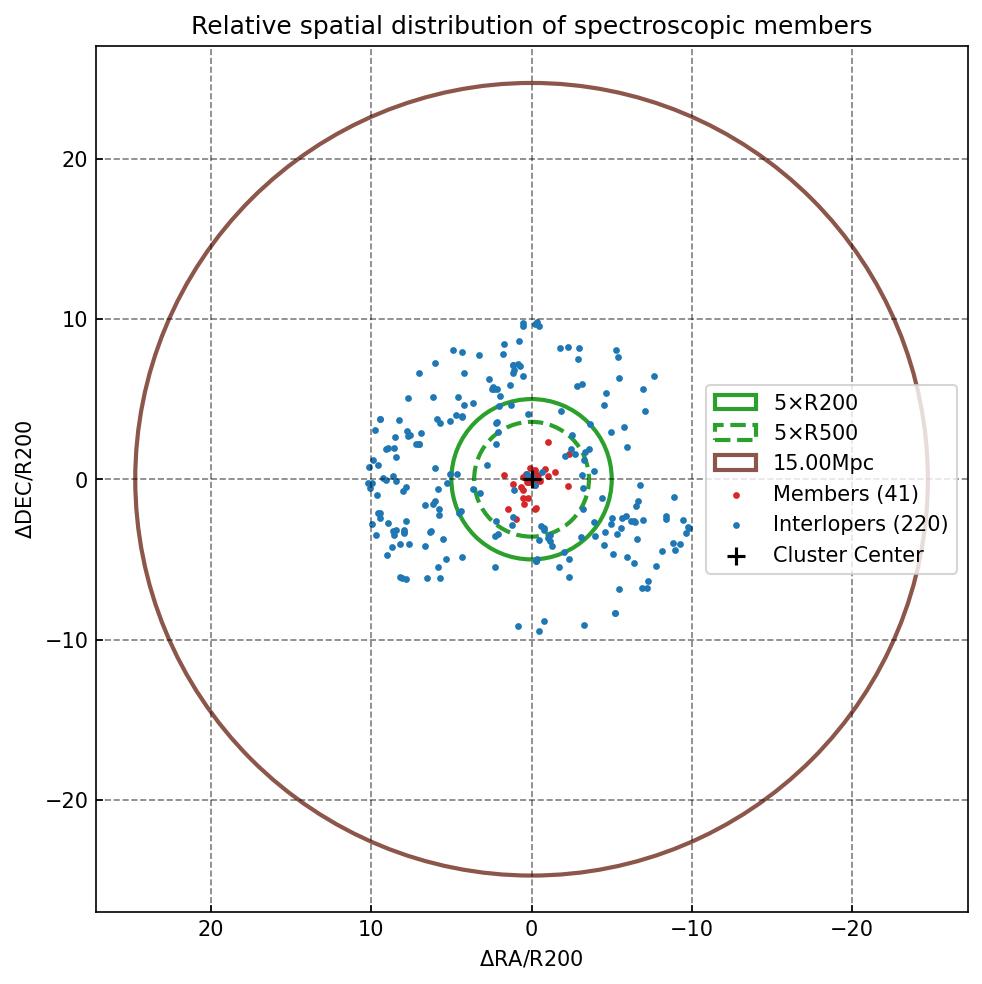 Relative spatial distribution of spectroscopic members
20
10
0
−10
−20
ΔDEC/R200
5×R200
5×R500
15.00Mpc
Members (41)
Interlopers (220)
Cluster Center
20
10
0
−10
−20
ΔRA/R200